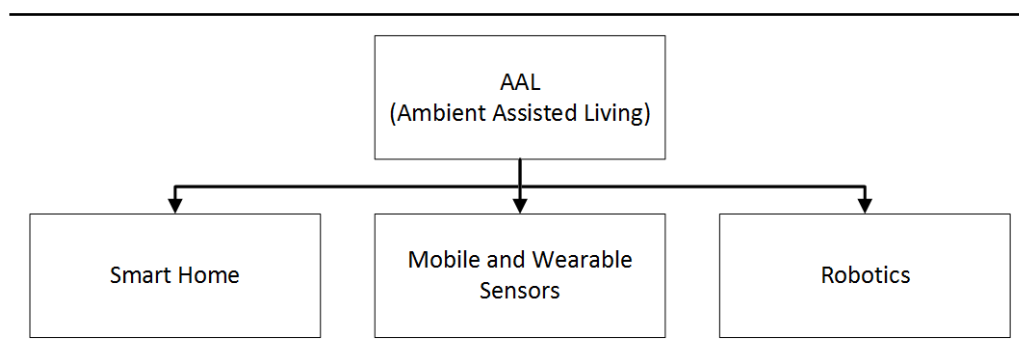 AAL
(Ambient Assisted Living)
Smart Home
Mobile and Wearable
Sensors
Robotics